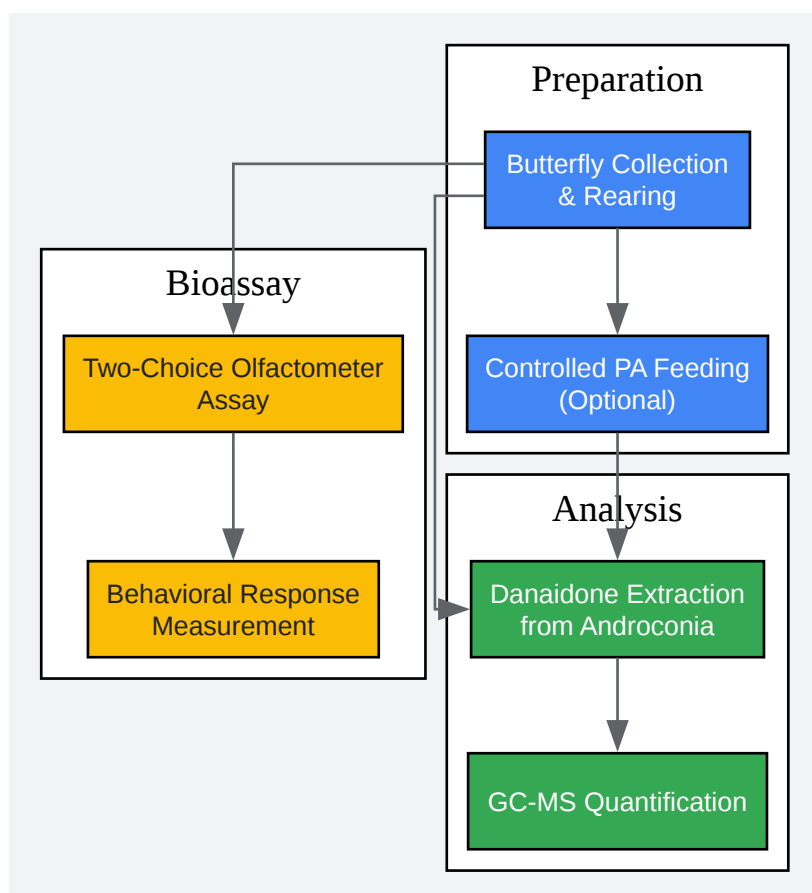 Preparation
Butterfly Collection
& Rearing
Controlled PA Feeding
(Optional)
Bioassay
Two-Choice Olfactometer
Assay
Behavioral Response
Measurement
Analysis
Danaidone Extraction
from Androconia
GC-MS Quantification